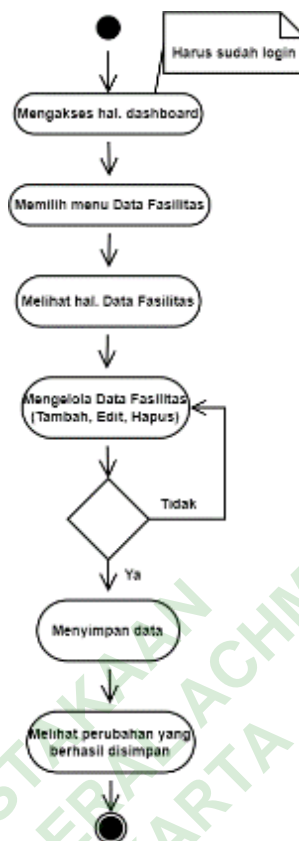 Harus sudah login
Mengakses hal. dashboard
Memilih menu Data Fasilitas
Melihat hal. Data Fasilitas
Mengelola Data Fasilitas
(Tambah, Edit, Hapus)
Tidak
Ya
Menyimpan data
Melihat perubahan yang
berhasil disimpan